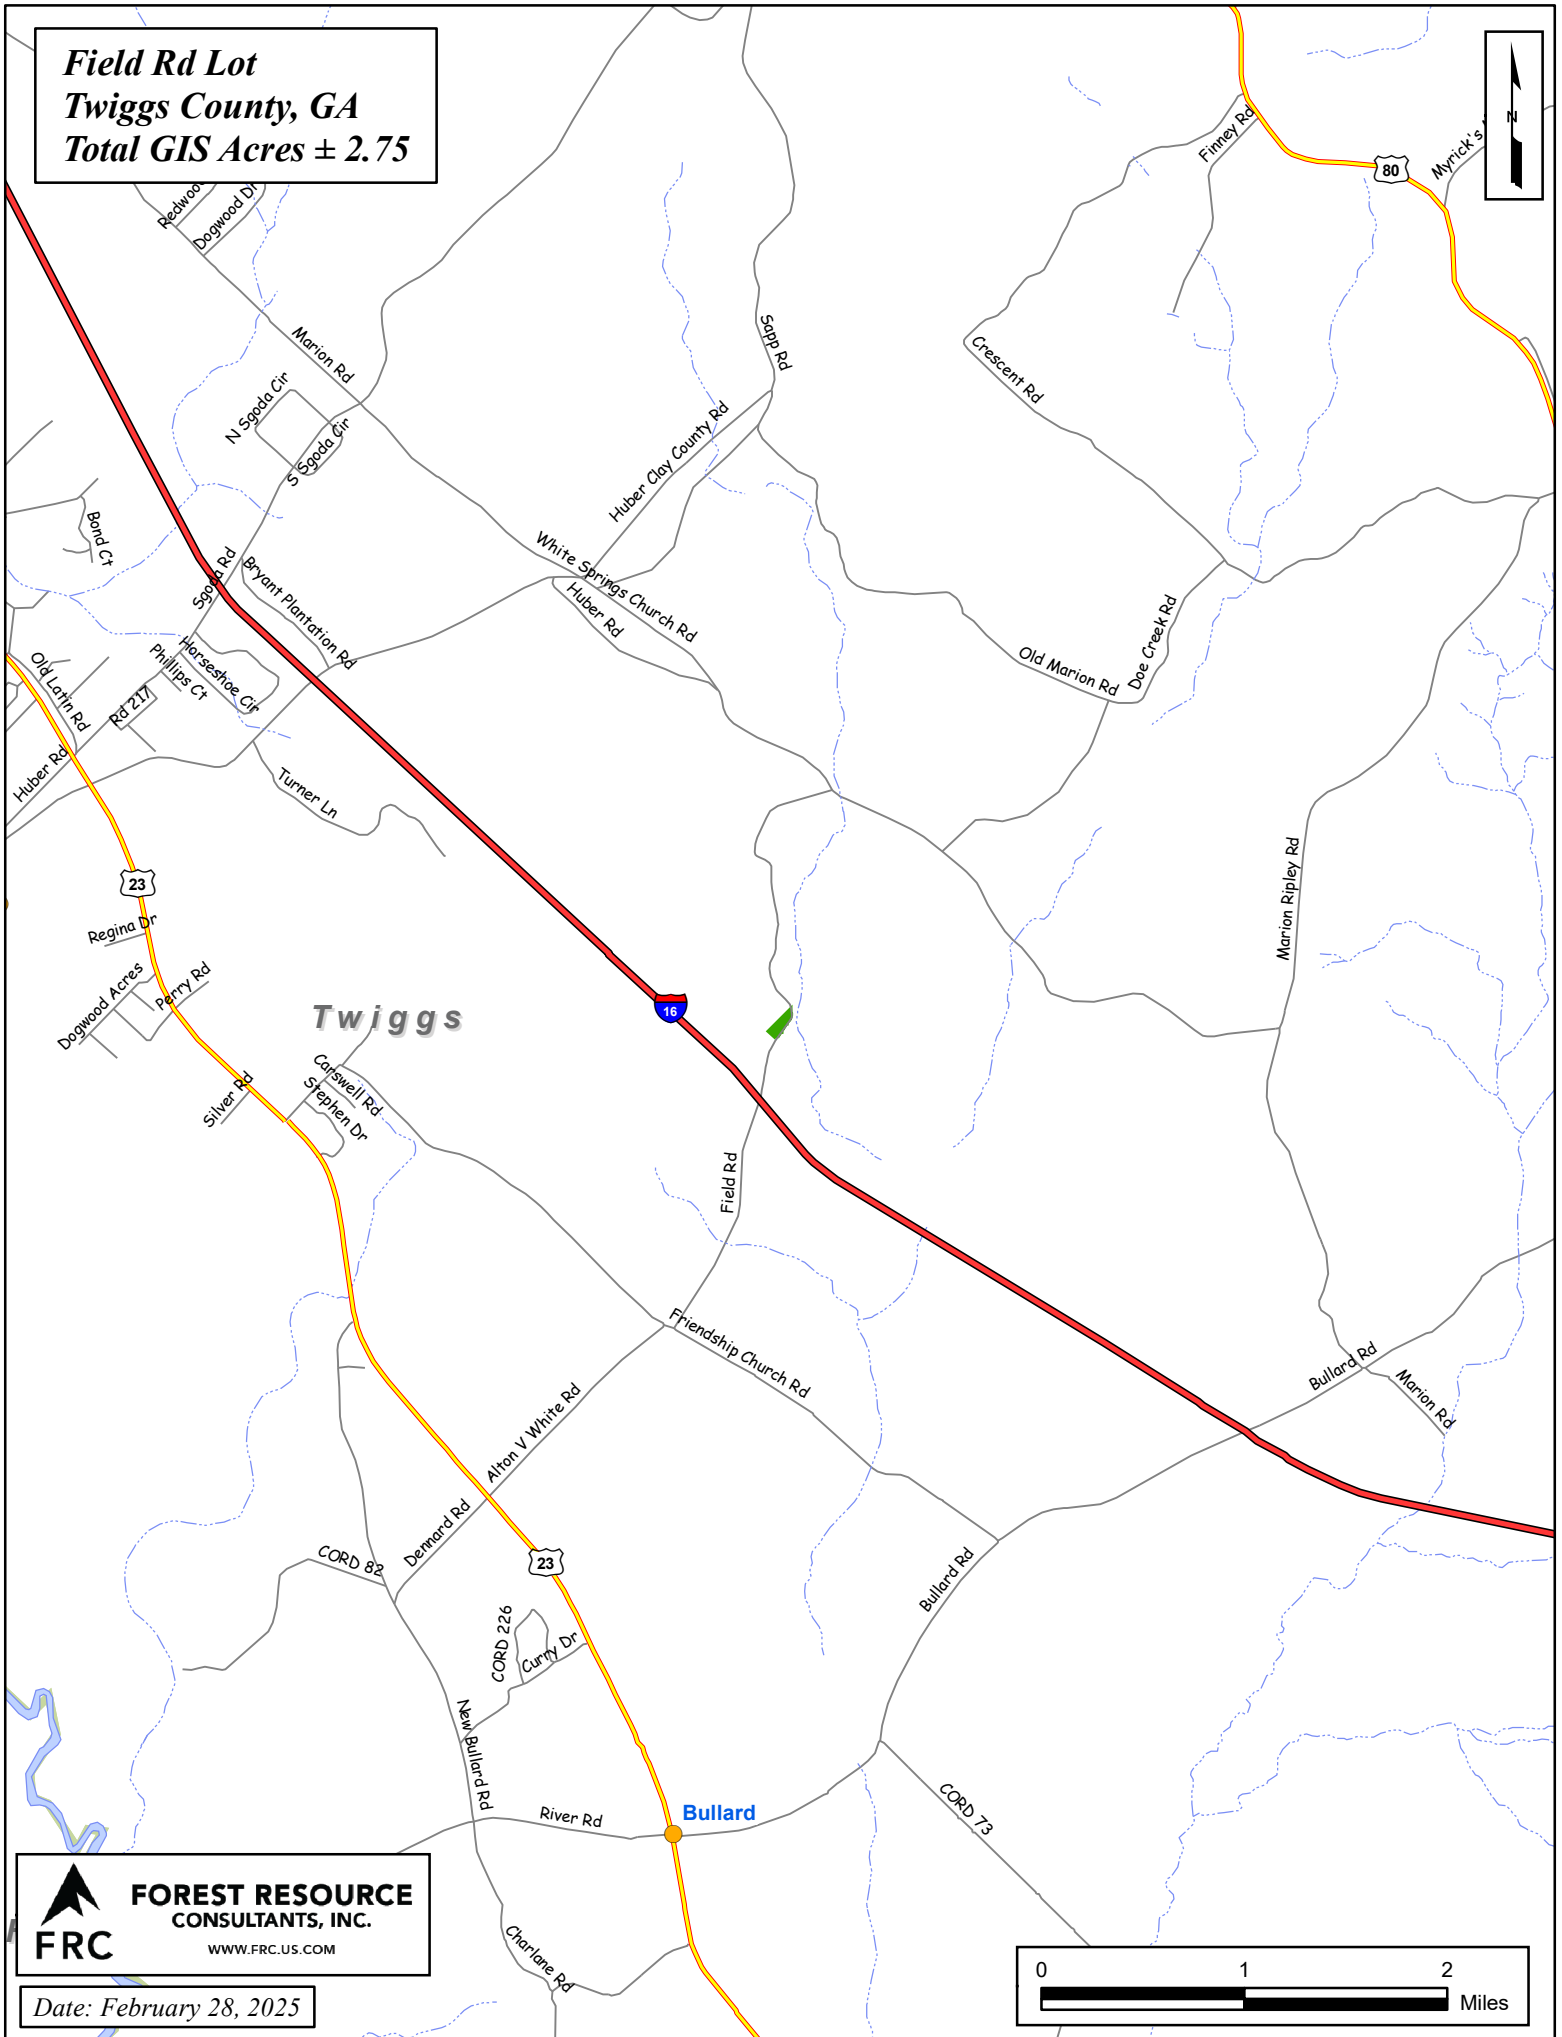 Field Rd Lot
Twiggs County, GA
Total GIS Acres ± 2.75
N
80
Finney Rd
Myrick's
Dogwood Dr
Marion Rd
Sapp Rd
Crescent Rd
N Sgoda Cir
S Sgoda Cir
Huber Clay County Rd
Bond Ct
White Springs Church Rd
Sgoda Rd
Bryant Plantation Rd
Huber Rd
Doe Creek Rd
Old Marion Rd
Horseshoe Cir
Phillips Ct
Old Latin Rd
Rd 217
Huber Rd
Turner Ln
23
Marion Ripley Rd
Regina Dr
Dogwood Acres
Perry Rd
Twiggs
16
Carswell Rd
Stephen Dr
Silver Rd
Field Rd
Friendship Church Rd
Bullard Rd
Marion Rd
Alton V White Rd
Dennard Rd
23
CORD 82
Bullard Rd
CORD 226
Curry Dr
New Bullard Rd
River Rd
Bullard
CORD 73
Charlane Rd
FRC
FOREST RESOURCE
CONSULTANTS, INC.
WWW.FRC.US.COM
Date: February 28, 2025
0 1 2
Miles